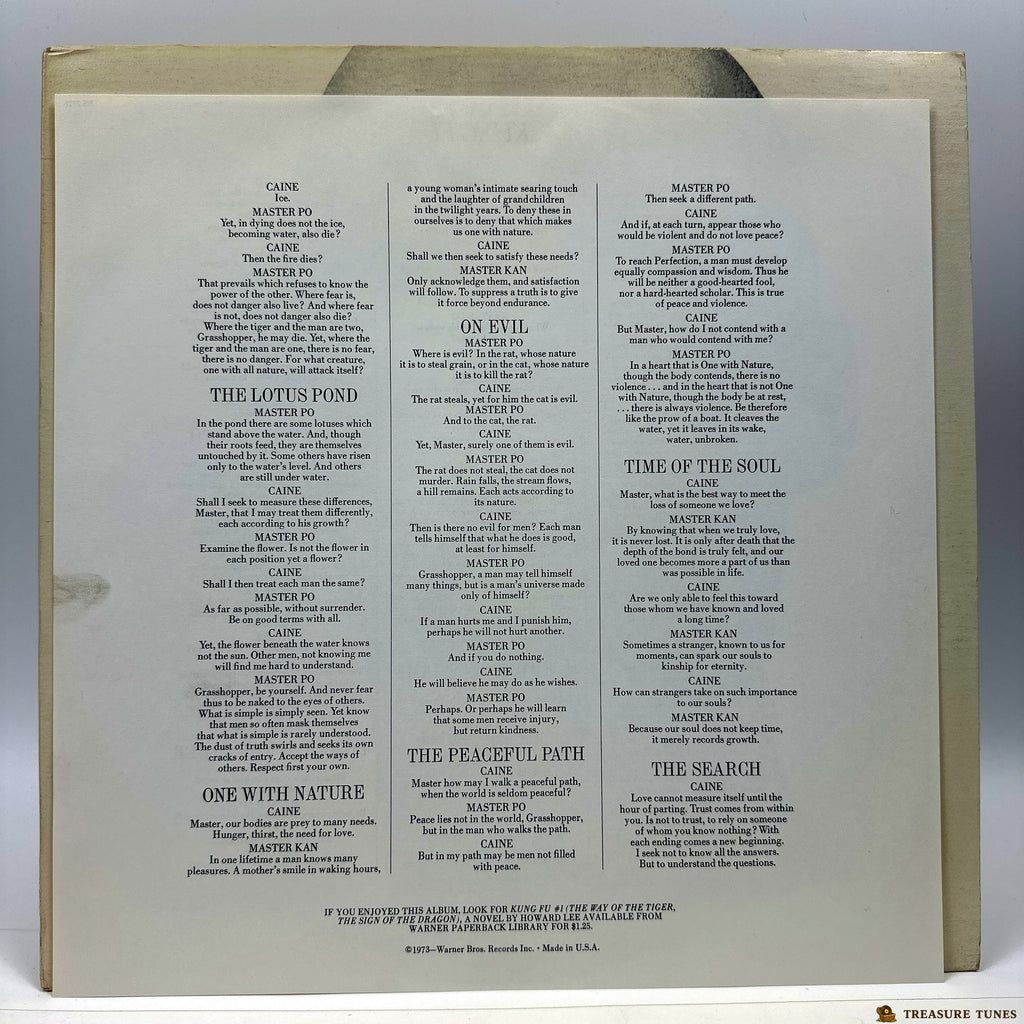 CAINE
Ice.
MASTER PO
Yet, in dying does not the ice,
becoming water, also die?
CAINE
Then the fire dies?
MASTER PO
That prevails which refuses to know the
power of the other. Where fear is,
does not danger also live? And where fear
is not, does not danger also die?
Where the tiger and the man are two,
Grasshopper, he may die. Yet, where the
tiger and the man are one, there is no fear,
there is no danger. For what creature,
one with all nature, will attack itself?
THE LOTUS POND
MASTER PO
In the pond there are some lotuses which
stand above the water. And, though
their roots feed, they are themselves
untouched by it. Some others have risen
only to the water's level. And others
are still under water.
CAINE
Shall I seek to measure these differences,
Master, that I may treat them differently,
each according to his growth?
MASTER PO
Examine the flower. Is not the flower in
each position yet a flower?
CAINE
Shall I then treat each man the same?
MASTER PO
As far as possible, without surrender.
Be on good terms with all.
CAINE
Yet, the flower beneath the water knows
not the sun. Other men, not knowing me
will find me hard to understand.
MASTER PO
Grasshopper, be yourself. And never fear
thus to be naked to the eyes of others.
What is simple is simply seen. Yet know
that men so often mask themselves
that what is simple is rarely understood.
The dust of truth swirls and seeks its own
cracks of entry. Accept the ways of
others. Respect first your own.
ONE WITH NATURE
CAINE
Master, our bodies are prey to many needs.
Hunger, thirst, the need for love.
MASTER KAN
In one lifetime a man knows many
pleasures. A mother's smile in waking hours,
a young woman's intimate searing touch
and the laughter of grandchildren
in the twilight years. To deny these in
ourselves is to deny that which makes
us one with nature.
CAINE
Shall we then seek to satisfy these needs?
MASTER KAN
Only acknowledge them, and satisfaction
will follow. To suppress a truth is to give
it force beyond endurance.
ON EVIL
MASTER PO
Where is evil? In the rat, whose nature
it is to steal grain, or in the cat, whose nature
it is to kill the rat?
CAINE
The rat steals, yet for him the cat is evil.
MASTER PO
And to the cat, the rat.
CAINE
Yet, Master, surely one of them is evil.
MASTER PO
The rat does not steal, the cat does not
murder. Rain falls, the stream flows,
a hill remains. Each acts according to
its nature.
CAINE
Then is there no evil for men? Each man
tells himself that what he does is good,
at least for himself.
MASTER PO
Grasshopper, a man may tell himself
many things, but is a man's universe made
only of himself?
CAINE
If a man hurts me and I punish him,
perhaps he will not hurt another.
MASTER PO
And if you do nothing.
CAINE
He will believe he may do as he wishes.
MASTER PO
Perhaps. Or perhaps he will learn
that some men receive injury,
but return kindness.
THE PEACEFUL PATH
CAINE
Master how may I walk a peaceful path,
when the world is seldom peaceful?
MASTER PO
Peace lies not in the world, Grasshopper,
but in the man who walks the path.
CAINE
But in my path may be men not filled
with peace.
MASTER PO
Then seek a different path.
CAINE
And if, at each turn, appear those who
would be violent and do not love peace?
MASTER PO
To reach Perfection, a man must develop
equally compassion and wisdom. Thus he
will be neither a good-hearted fool,
nor a hard-hearted scholar. This is true
of peace and violence.
CAINE
But Master, how do I not contend with a
man who would contend with me?
MASTER PO
In a heart that is One with Nature,
though the body contends, there is no
violence . . . and in the heart that is not One
with Nature, though the body be at rest,
. . . there is always violence. Be therefore
like the prow of a boat. It cleaves the
water, yet it leaves in its wake,
water, unbroken.
TIME OF THE SOUL
CAINE
Master, what is the best way to meet the
loss of someone we love?
MASTER KAN
By knowing that when we truly love,
it is never lost. It is only after death that the
depth of the bond is truly felt, and our
loved one becomes more a part of us than
was possible in life.
CAINE
Are we only able to feel this toward
those whom we have known and loved
a long time?
MASTER KAN
Sometimes a stranger, known to us for
moments, can spark our souls to
kinship for eternity.
CAINE
How can strangers take on such importance
to our souls?
MASTER KAN
Because our soul does not keep time,
it merely records growth.
THE SEARCH
CAINE
Love cannot measure itself until the
hour of parting. Trust comes from within
you. Is not to trust, to rely on someone
of whom you know nothing? With
each ending comes a new beginning.
I seek not to know all the answers.
But to understand the questions.
IF YOU ENJOYED THIS ALBUM, LOOK FOR KUNG FU #1 (THE WAY OF THE TIGER,
THE SIGN OF THE DRAGON), A NOVEL BY HOWARD LEE AVAILABLE FROM
WARNER PAPERBACK LIBRARY FOR $1.25.
©1973—Warner Bros. Records Inc. • Made in U.S.A.
TREASURE TUNES